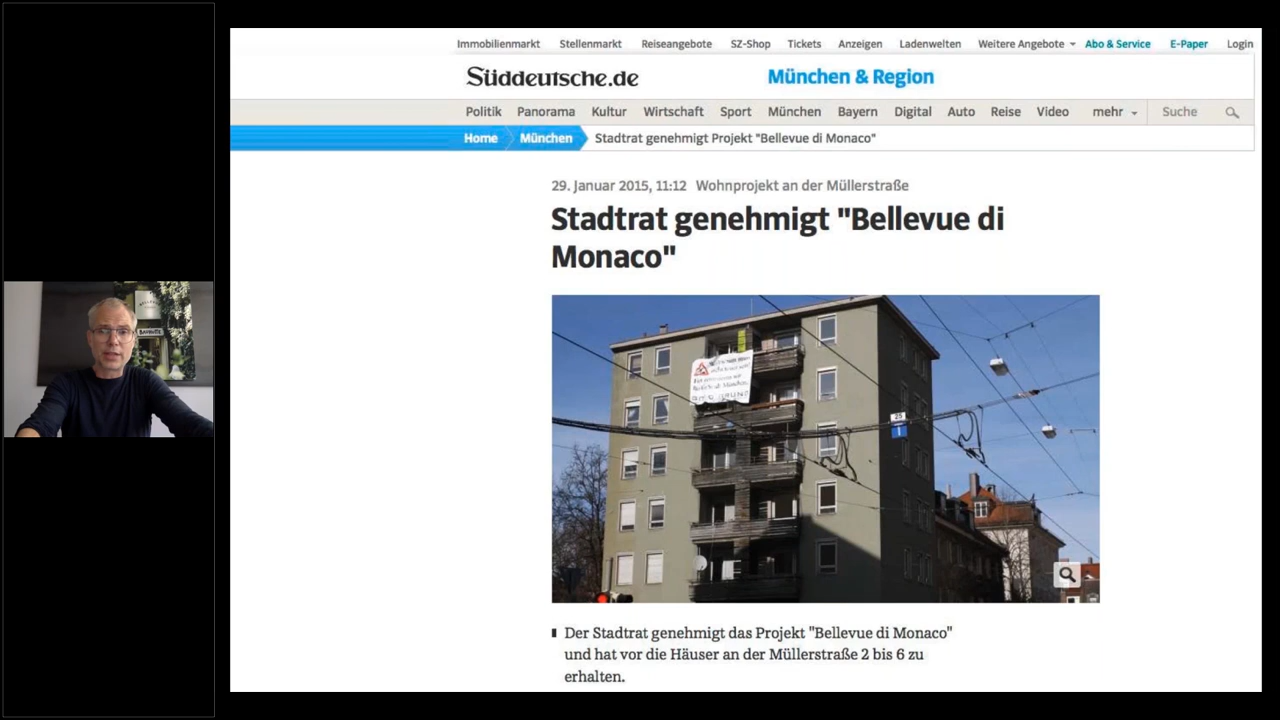 Immobilienmarkt Stellenmarkt Reiseangebote SZ-Shop Tickets Anzeigen Ladenwelten Weitere Angebote Abo & Service E-Paper Login
Süddeutsche.de München & Region
Politik Panorama Kultur Wirtschaft Sport München Bayern Digital Auto Reise Video mehr Suche
Home München Stadtrat genehmigt Projekt "Bellevue di Monaco"
29. Januar 2015, 11:12 Wohnprojekt an der Müllerstraße
Stadtrat genehmigt "Bellevue di
Monaco"
25
Der Stadtrat genehmigt das Projekt "Bellevue di Monaco"
und hat vor die Häuser an der Müllerstraße 2 bis 6 zu
erhalten.